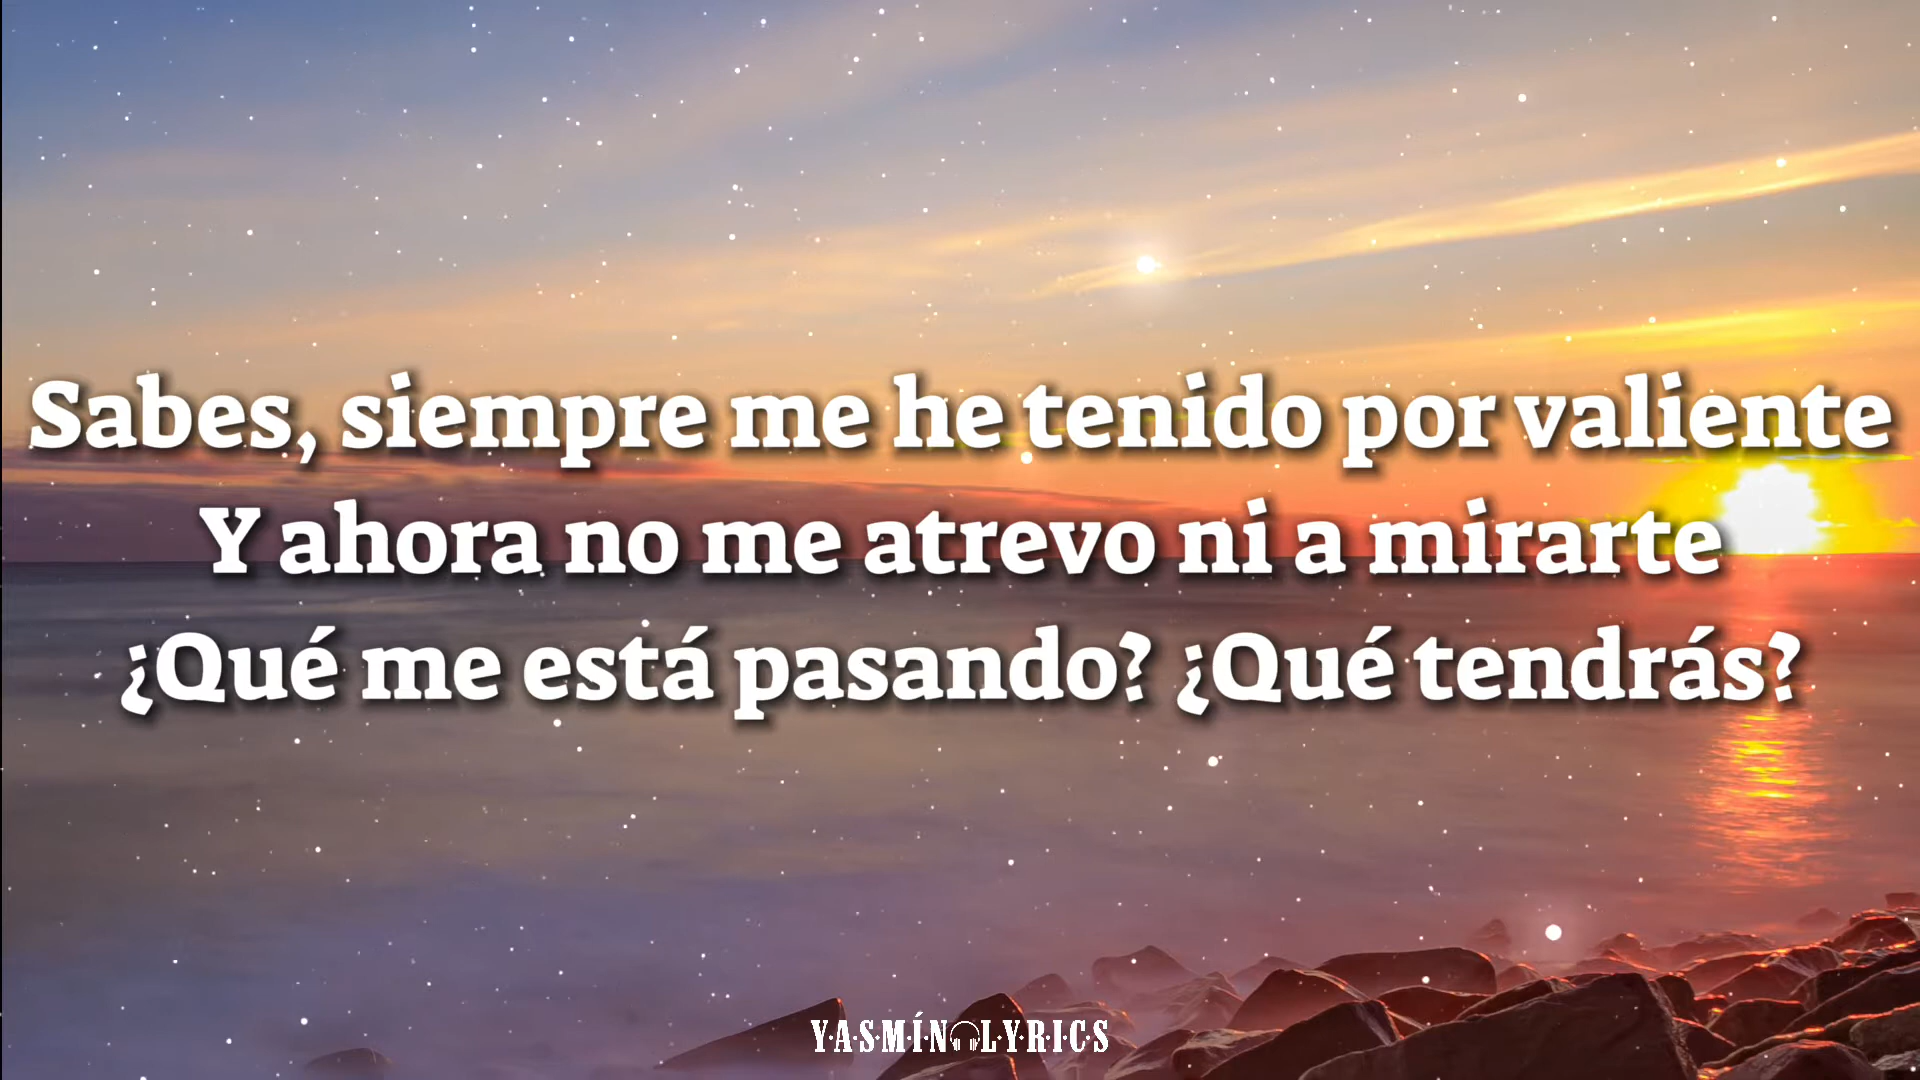 Sabes, siempre me he tenido por valiente
Y ahora no me atrevo ni a mirarte
¿Qué me está pasando? ¿Qué tendrás?
YASMÍN LYRICS